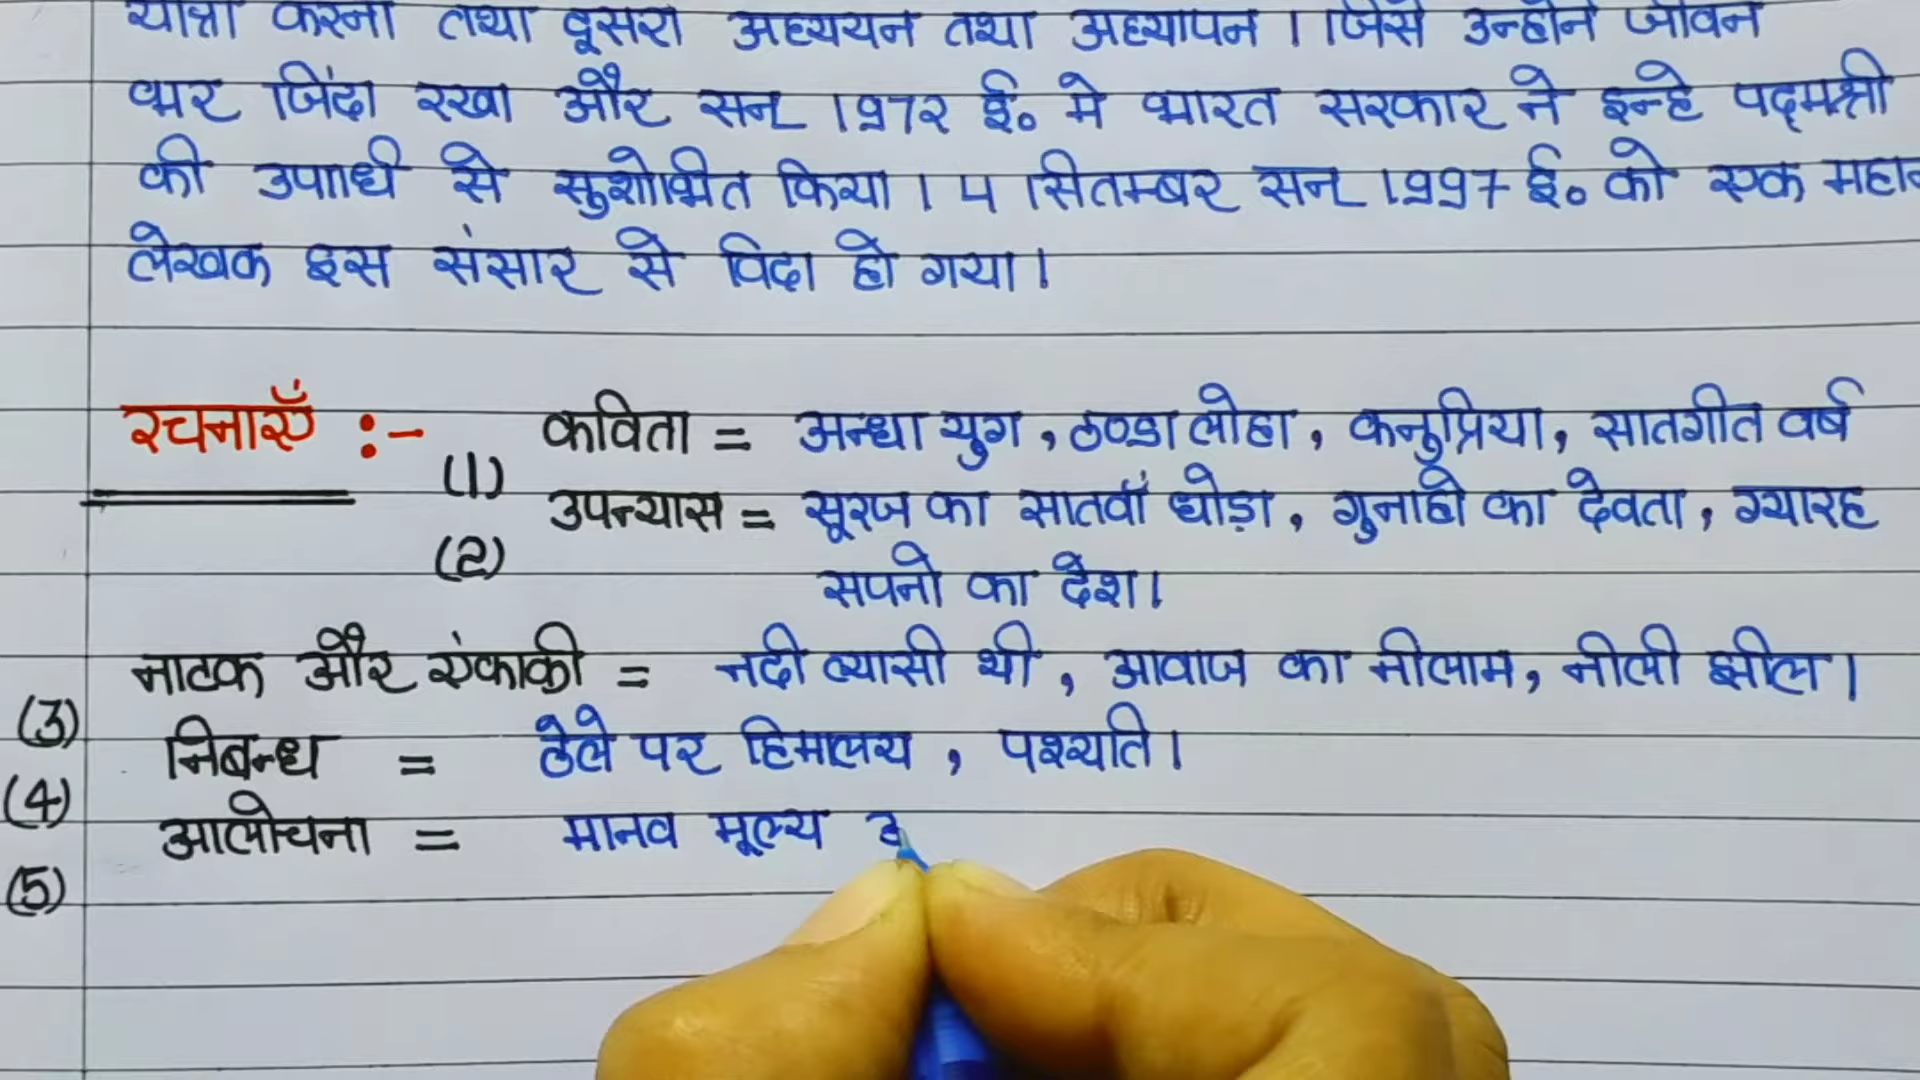 यात्रा करना तथा दूसरा अध्ययन तथा अध्यापन। जिसे उन्होने जीवन
भर जिंदा रखा और सन् 1972 ई० मे भारत सरकार ने इन्हे पद्मश्री
की उपाधि से सुशोभित किया। 4 सितम्बर सन् 1997 ई० को एक महान
लेखक इस संसार से विदा हो गया।
रचनाएँ :- (1) कविता = अन्धा युग, ठण्डा लोहा, कनुप्रिया, सातगीत वर्ष
(2) उपन्यास = सूरज का सातवाँ घोड़ा, गुनाहो का देवता, ग्यारह
सपनो का देश।
(3) नाटक और एंकाकी = नदी प्यासी थी, आवाज का नीलाम, नीली झील।
(4) निबन्ध = ठेले पर हिमालय, पश्यति।
(5) आलोचना = मानव मूल्य